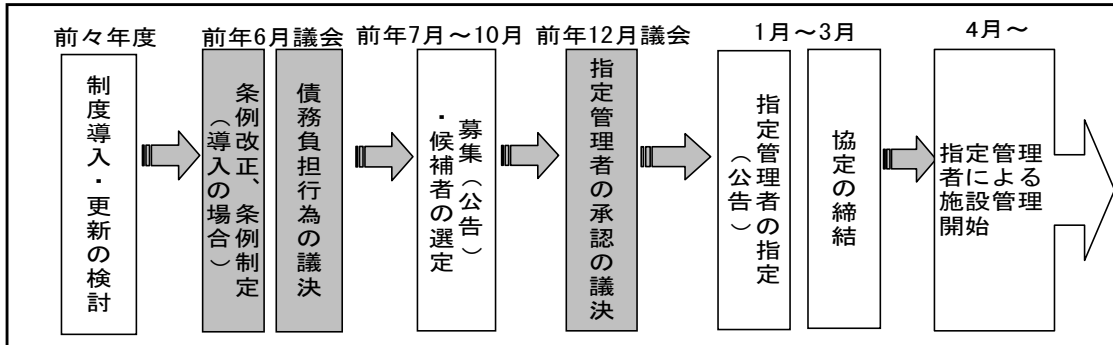 前々年度
制度導入・更新の検討
前年6月議会
条例改正、条例制定
（導入の場合）
債務負担行為の議決
前年7月～10月
募集（公告）
・候補者の選定
前年12月議会
指定管理者の承認の議決
1月～3月
指定管理者の指定
（公告）
協定の締結
4月～
指定管理
者による
施設管理
開始